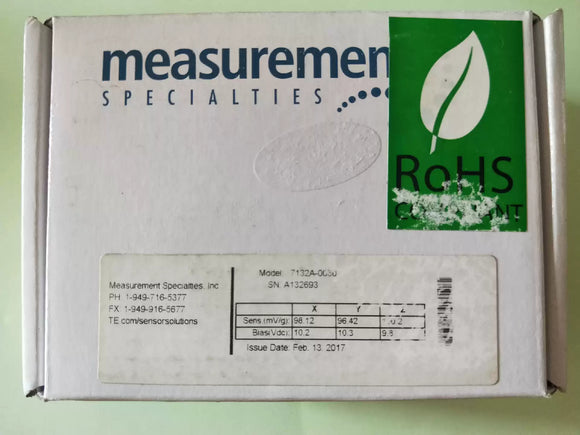 measuremen
SPECIALTIES
RoHS
Measurement Specialties, Inc
PH: 1-949-716-5377
FX: 1-949-916-5677
TE.com/sensorsolutions
Model:
SN: A132693
X Y Z
Sens (mV/g): 98.12 96.42
Bias(Vdc): 10.2 10.3
Issue Date: Feb. 13, 2017